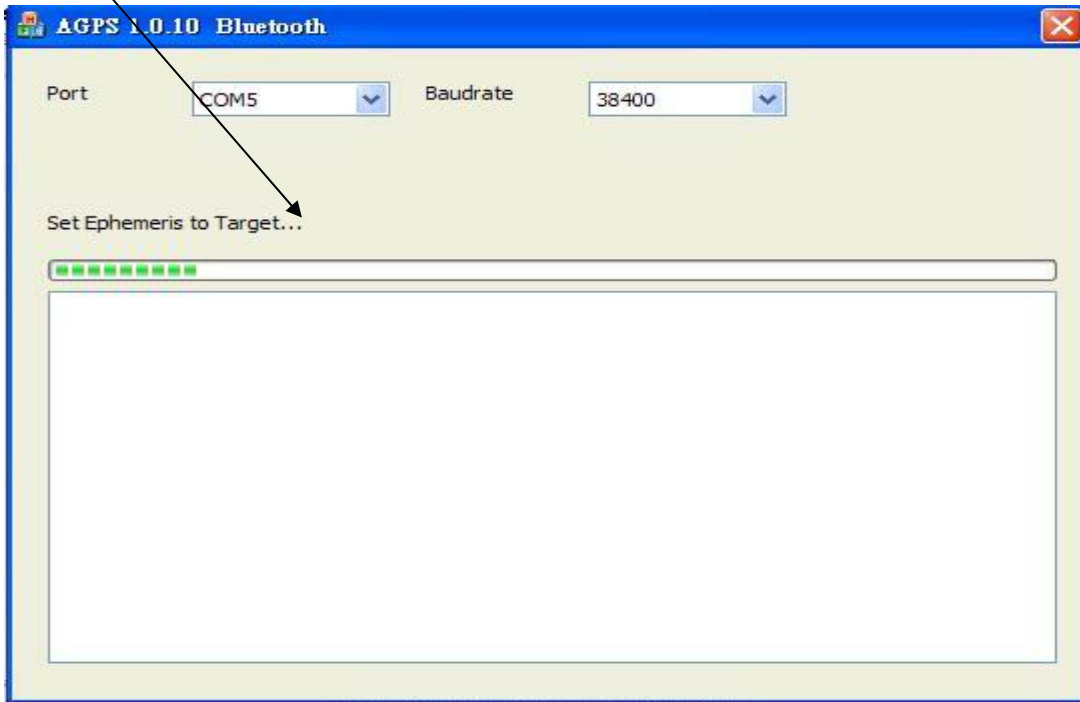 AGPS 1.0.10 Bluetooth
Port COM5 Baudrate 38400
Set Ephemeris to Target...